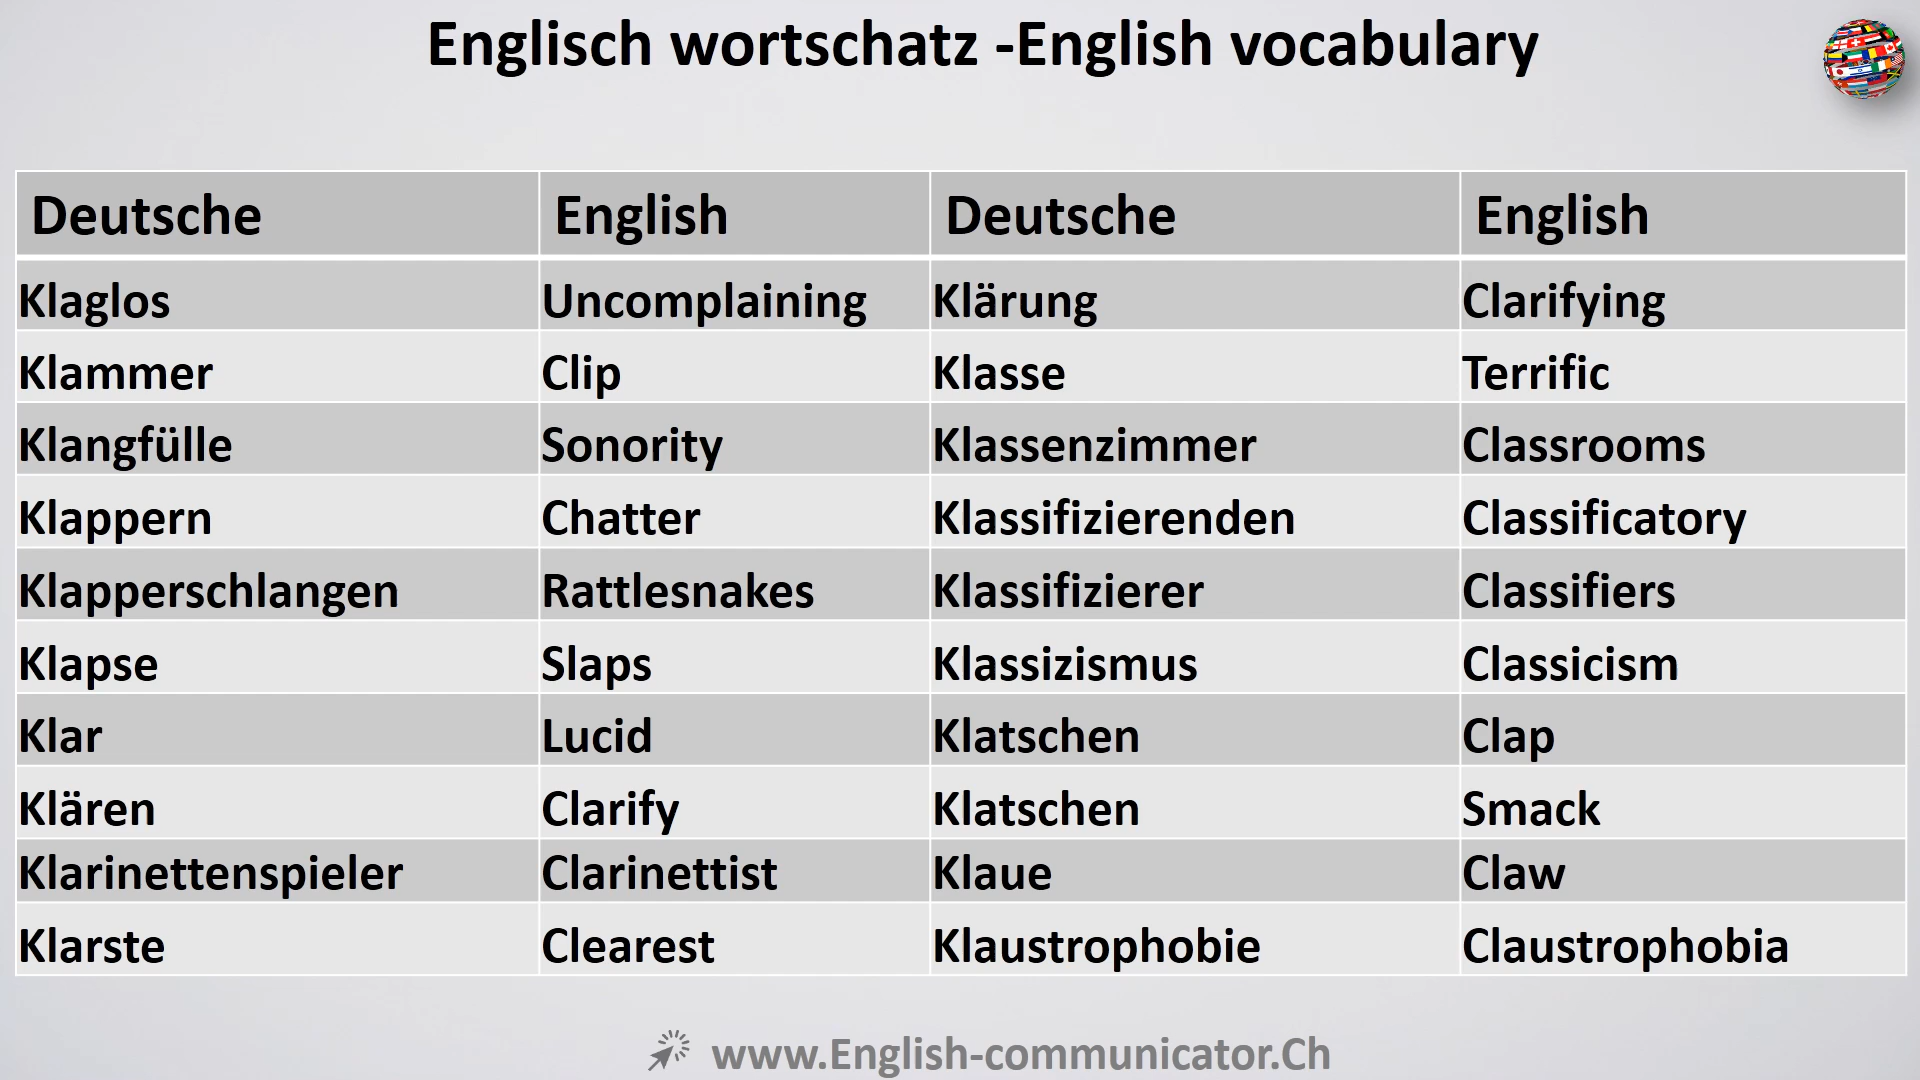 Englisch wortschatz -English vocabulary
Deutsche English Deutsche English
Klaglos Uncomplaining Klärung Clarifying
Klammer Clip Klasse Terrific
Klangfülle Sonority Klassenzimmer Classrooms
Klappern Chatter Klassifizierenden Classificatory
Klapperschlangen Rattlesnakes Klassifizierer Classifiers
Klapse Slaps Klassizismus Classicism
Klar Lucid Klatschen Clap
Klären Clarify Klatschen Smack
Klarinettenspieler Clarinettist Klaue Claw
Klarste Clearest Klaustrophobie Claustrophobia
www.English-communicator.Ch